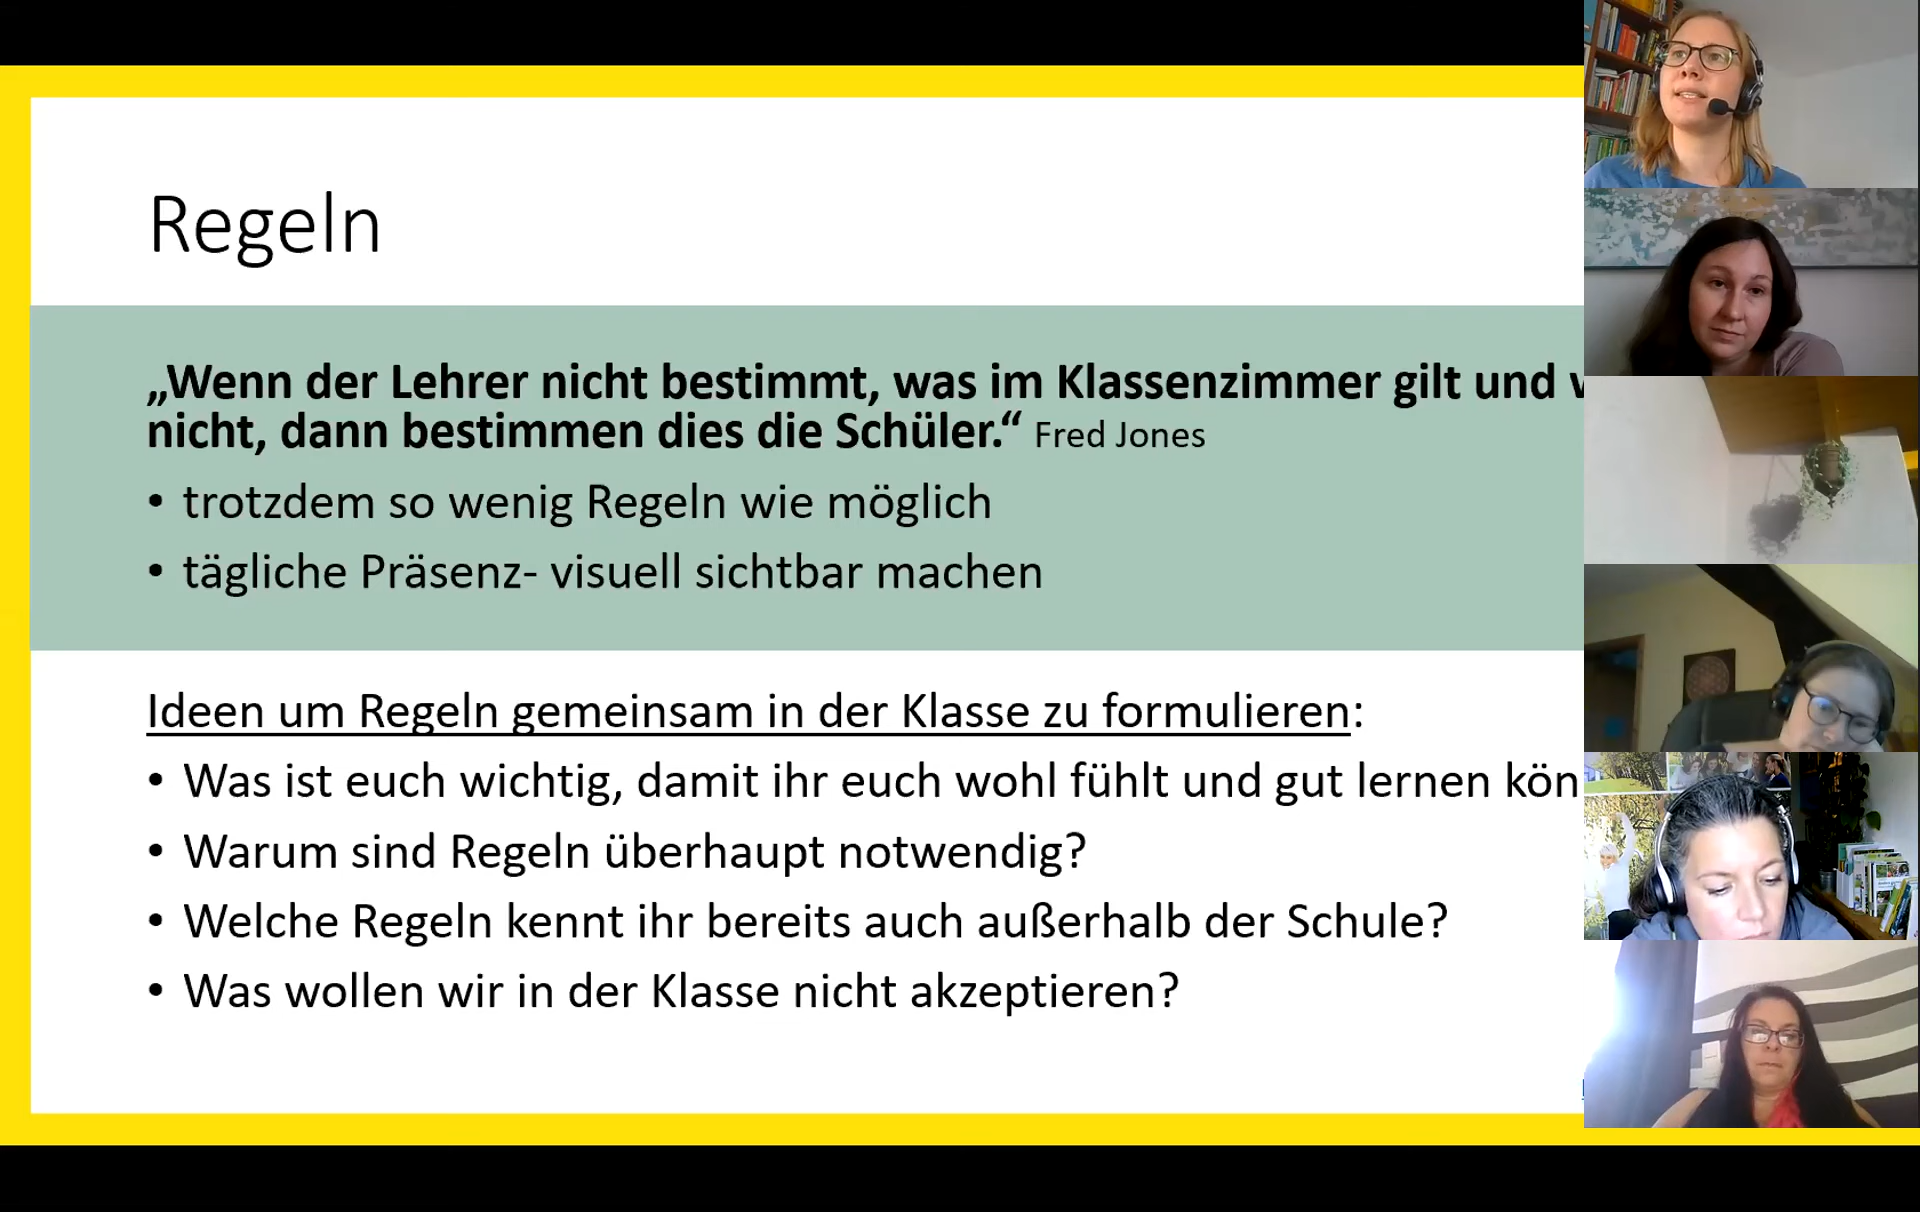 Regeln
„Wenn der Lehrer nicht bestimmt, was im Klassenzimmer gilt und
nicht, dann bestimmen dies die Schüler.“ Fred Jones
• trotzdem so wenig Regeln wie möglich
• tägliche Präsenz- visuell sichtbar machen
Ideen um Regeln gemeinsam in der Klasse zu formulieren:
• Was ist euch wichtig, damit ihr euch wohl fühlt und gut lernen kön
• Warum sind Regeln überhaupt notwendig?
• Welche Regeln kennt ihr bereits auch außerhalb der Schule?
• Was wollen wir in der Klasse nicht akzeptieren?